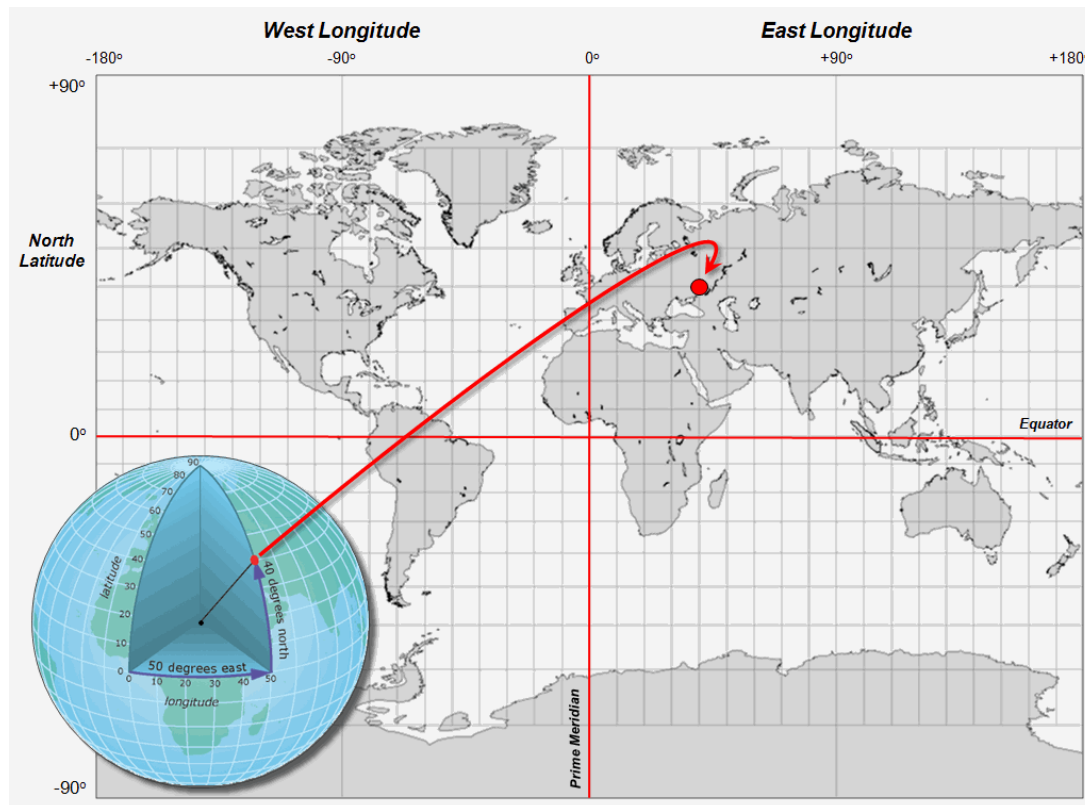 West Longitude East Longitude
-180° -90° 0° +90° +180°
+90°
North
Latitude
Equator
0°
90
80
70
60
50
40
30
20
10
0
latitude
40 degrees north
50 degrees east
0 10 20 30 40 50
longitude
Prime Meridian
-90°